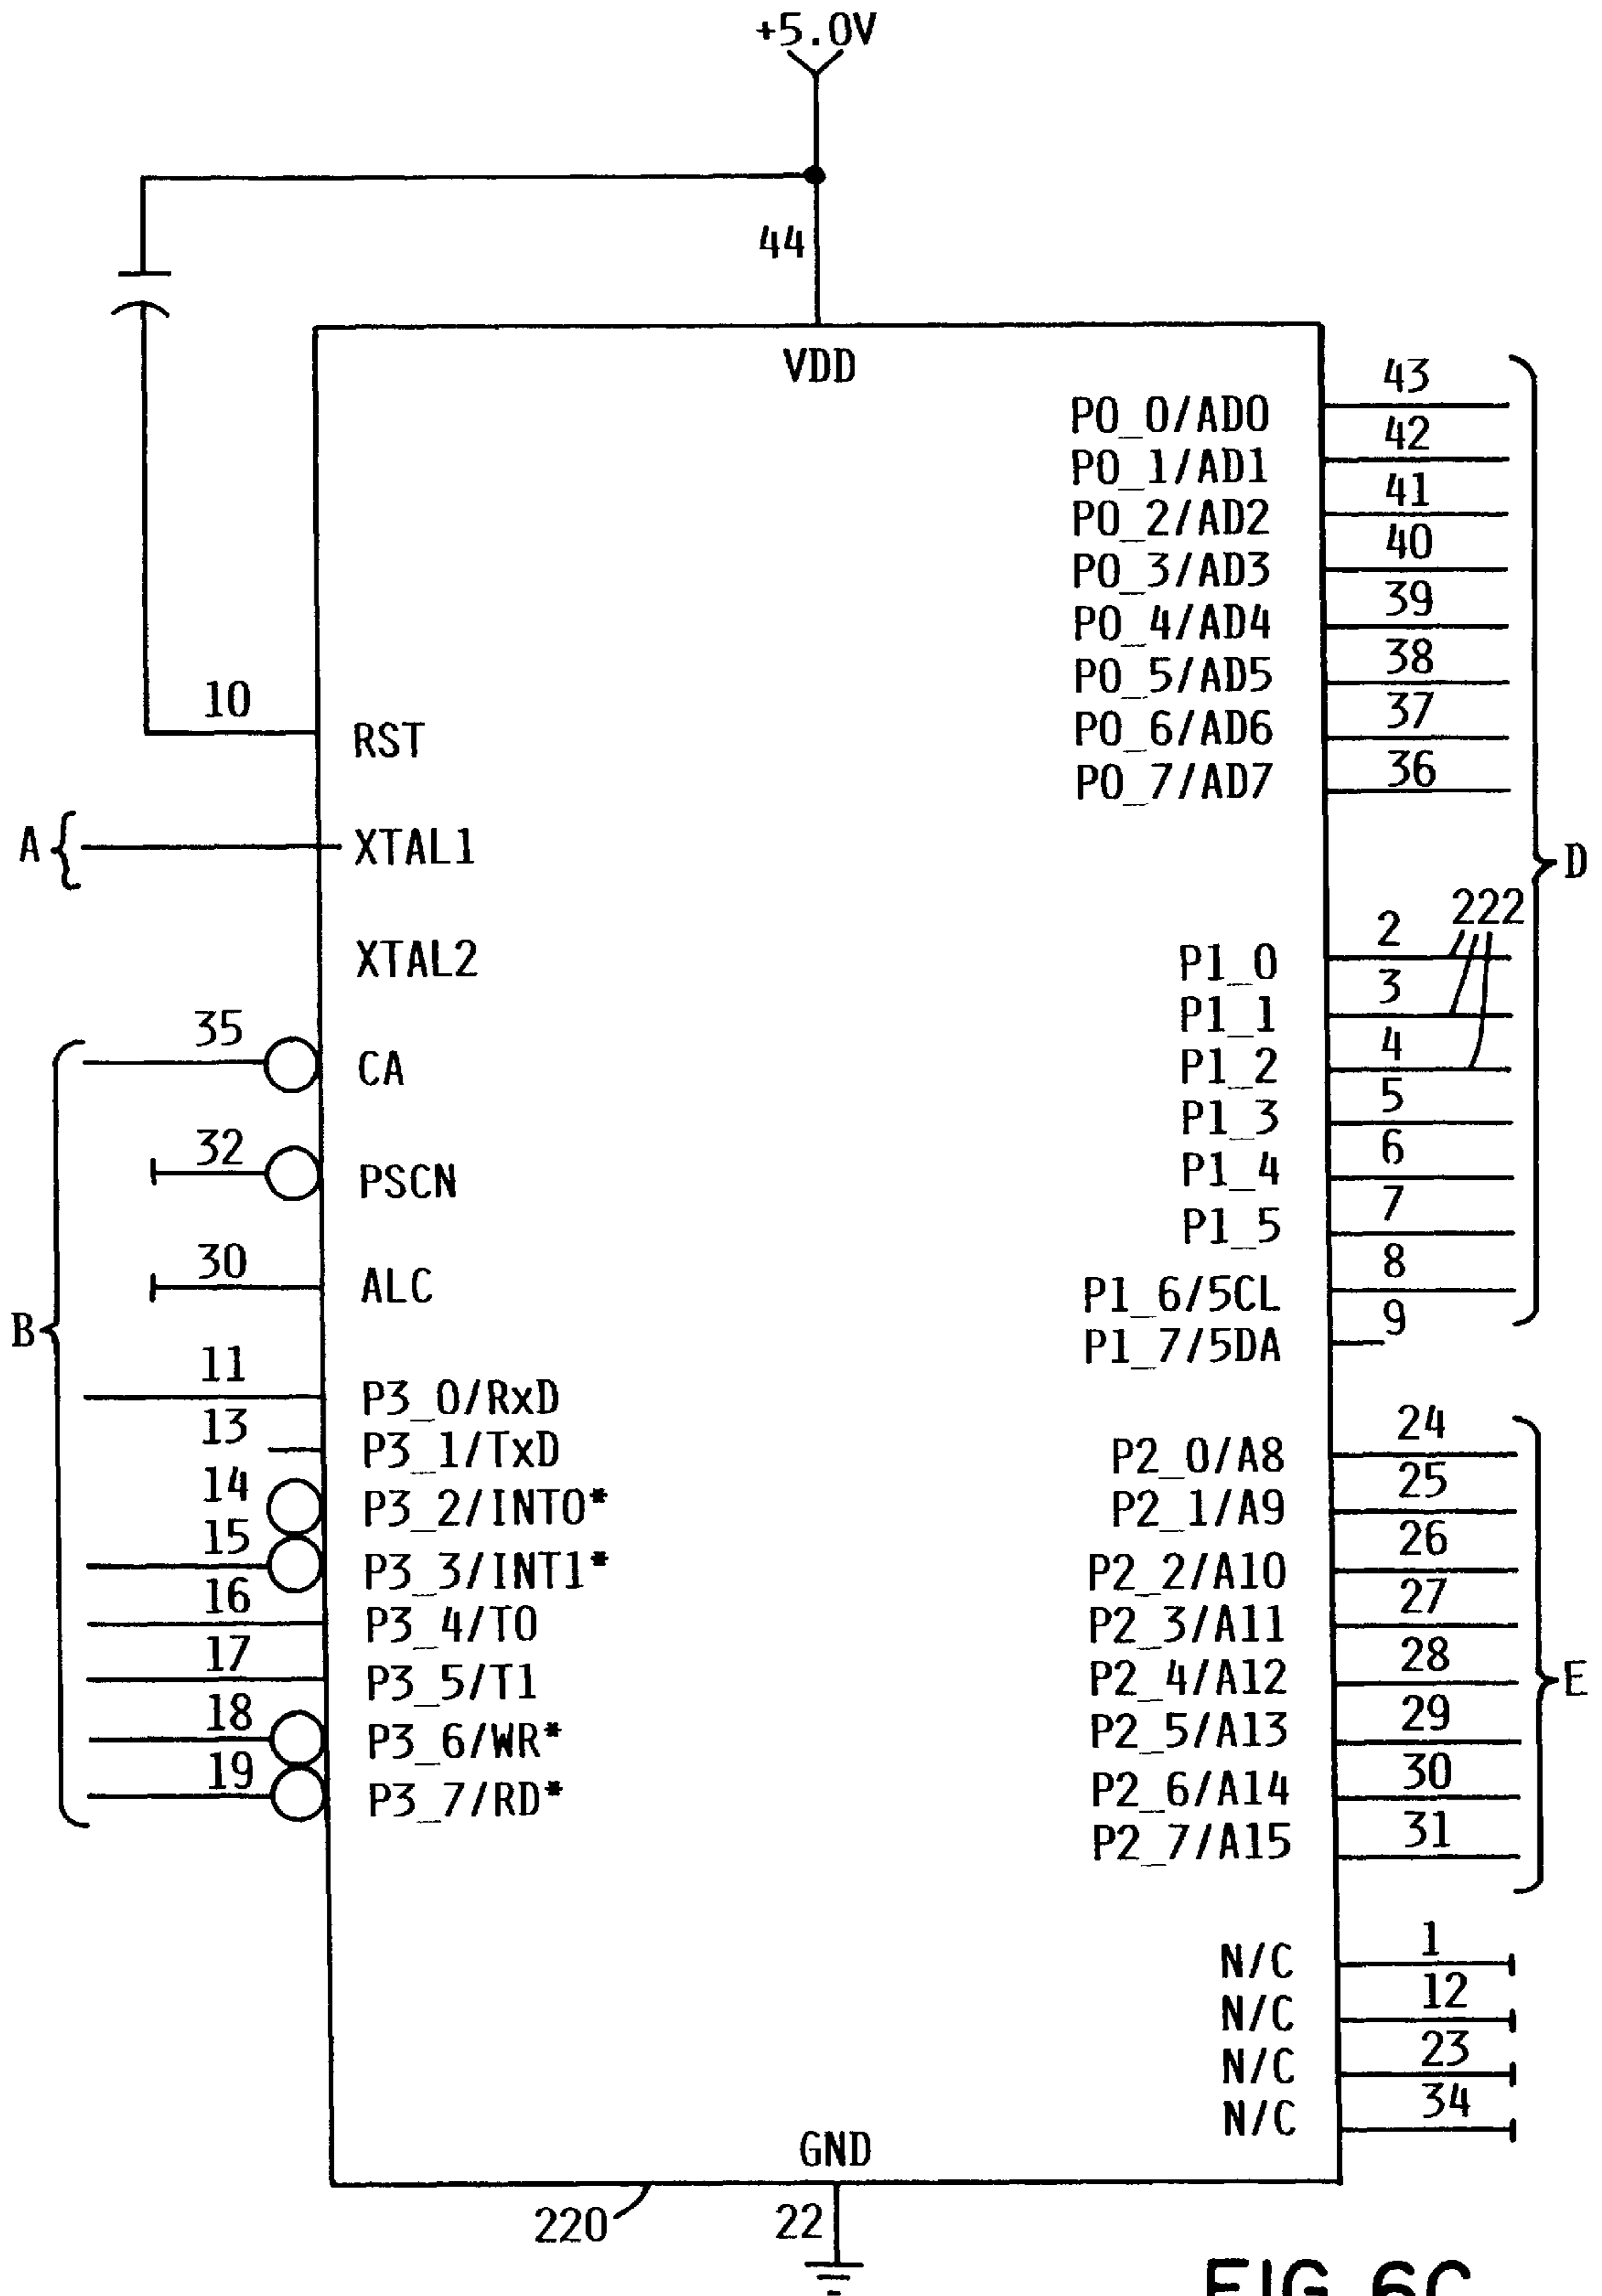 +5.0V
44
VDD
10
RST
A
XTAL1
XTAL2
35
CA
32
PSCN
30
ALC
B
11
P3_0/RxD
13
P3_1/TxD
14
P3_2/INT0*
15
P3_3/INT1*
16
P3_4/T0
17
P3_5/T1
18
P3_6/WR*
19
P3_7/RD*
P0_0/AD0 43
P0_1/AD1 42
P0_2/AD2 41
P0_3/AD3 40
P0_4/AD4 39
P0_5/AD5 38
P0_6/AD6 37
P0_7/AD7 36
D
222
P1_0 2
P1_1 3
P1_2 4
P1_3 5
P1_4 6
P1_5 7
P1_6/5CL 8
P1_7/5DA 9
P2_0/A8 24
P2_1/A9 25
P2_2/A10 26
P2_3/A11 27
P2_4/A12 28
P2_5/A13 29
P2_6/A14 30
P2_7/A15 31
E
N/C 1
N/C 12
N/C 23
N/C 34
GND
220
22
FIG 6C